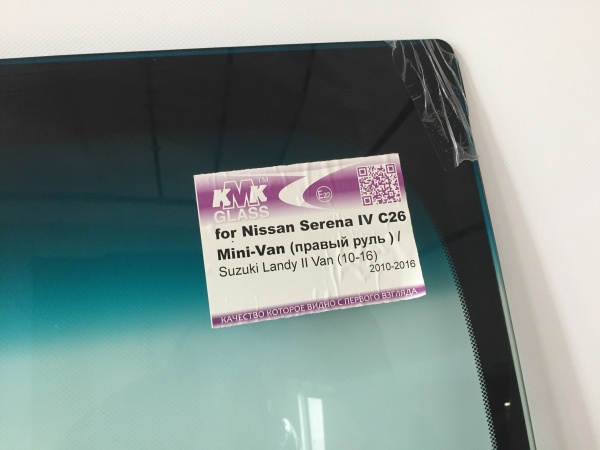 KMK TM
GLASS
E22
for Nissan Serena IV C26
Mini-Van (правый руль ) /
Suzuki Landy II Van (10-16)
2010-2016
КАЧЕСТВО КОТОРОЕ ВИДНО С ПЕРВОГО ВЗГЛЯДА